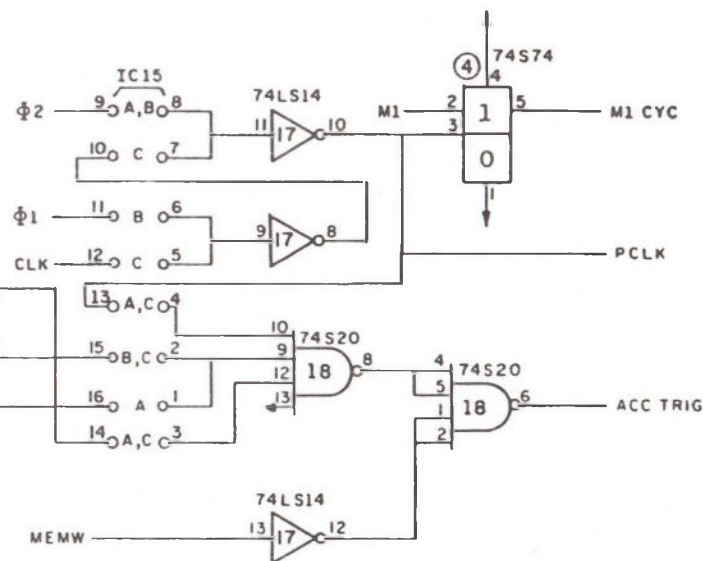 74S74
④
4
IC15
74LS14
Φ2 9 A,B 8
11 17 10
M1 2 1 5 M1 CYC
3
10 C 7
0
1
Φ1 11 B 6
9 17 8
CLK 12 C 5
PCLK
13 A,C 4
10 74S20
15 B,C 2
9 8 4 74S20
12 18 5
16 A 1
13 1 18 6 ACC TRIG
14 A,C 3
2
74LS14
MEMW 13 17 12